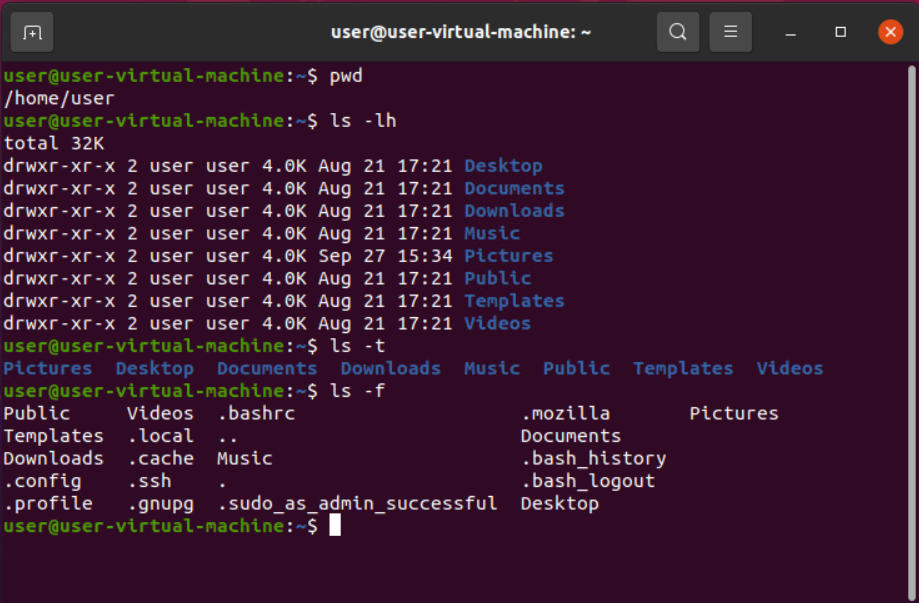 user@user-virtual-machine: ~
user@user-virtual-machine:~$ pwd
/home/user
user@user-virtual-machine:~$ ls -lh
total 32K
drwxr-xr-x 2 user user 4.0K Aug 21 17:21 Desktop
drwxr-xr-x 2 user user 4.0K Aug 21 17:21 Documents
drwxr-xr-x 2 user user 4.0K Aug 21 17:21 Downloads
drwxr-xr-x 2 user user 4.0K Aug 21 17:21 Music
drwxr-xr-x 2 user user 4.0K Sep 27 15:34 Pictures
drwxr-xr-x 2 user user 4.0K Aug 21 17:21 Public
drwxr-xr-x 2 user user 4.0K Aug 21 17:21 Templates
drwxr-xr-x 2 user user 4.0K Aug 21 17:21 Videos
user@user-virtual-machine:~$ ls -t
Pictures  Desktop  Documents  Downloads  Music  Public  Templates  Videos
user@user-virtual-machine:~$ ls -f
Public     Videos  .bashrc                    .mozilla       Pictures
Templates  .local  ..                         Documents
Downloads  .cache  Music                      .bash_history
.config    .ssh    .                          .bash_logout
.profile   .gnupg  .sudo_as_admin_successful  Desktop
user@user-virtual-machine:~$